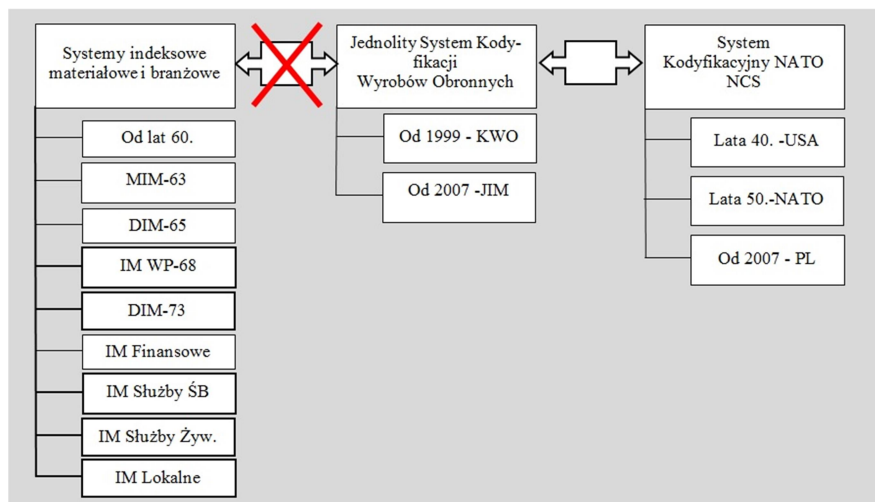 Systemy indeksowe
materiałowe i branżowe
Od lat 60.
MIM-63
DIM-65
IM WP-68
DIM-73
IM Finansowe
IM Służby ŚB
IM Służby Żyw.
IM Lokalne
Jednolity System Kody-
fikacji
Wyrobów Obronnych
Od 1999 - KWO
Od 2007 -JIM
System
Kodyfikacyjny NATO
NCS
Lata 40. -USA
Lata 50.-NATO
Od 2007 - PL